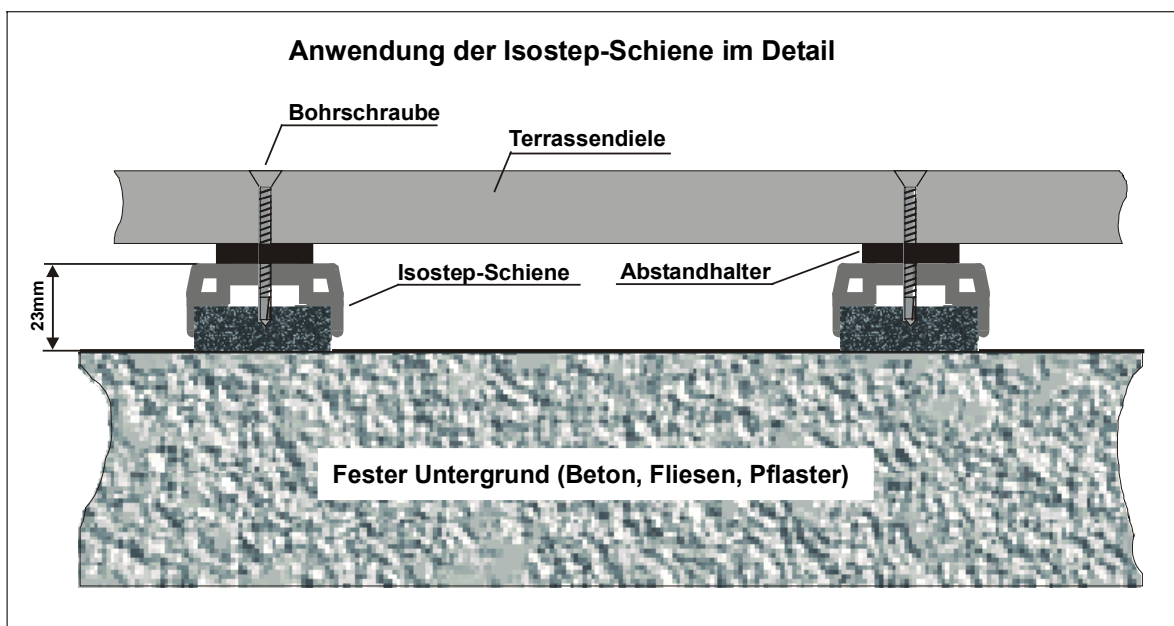 Anwendung der Isostep-Schiene im Detail
Bohrschraube
Terrassendiele
Isostep-Schiene
Abstandhalter
23mm
Fester Untergrund (Beton, Fliesen, Pflaster)